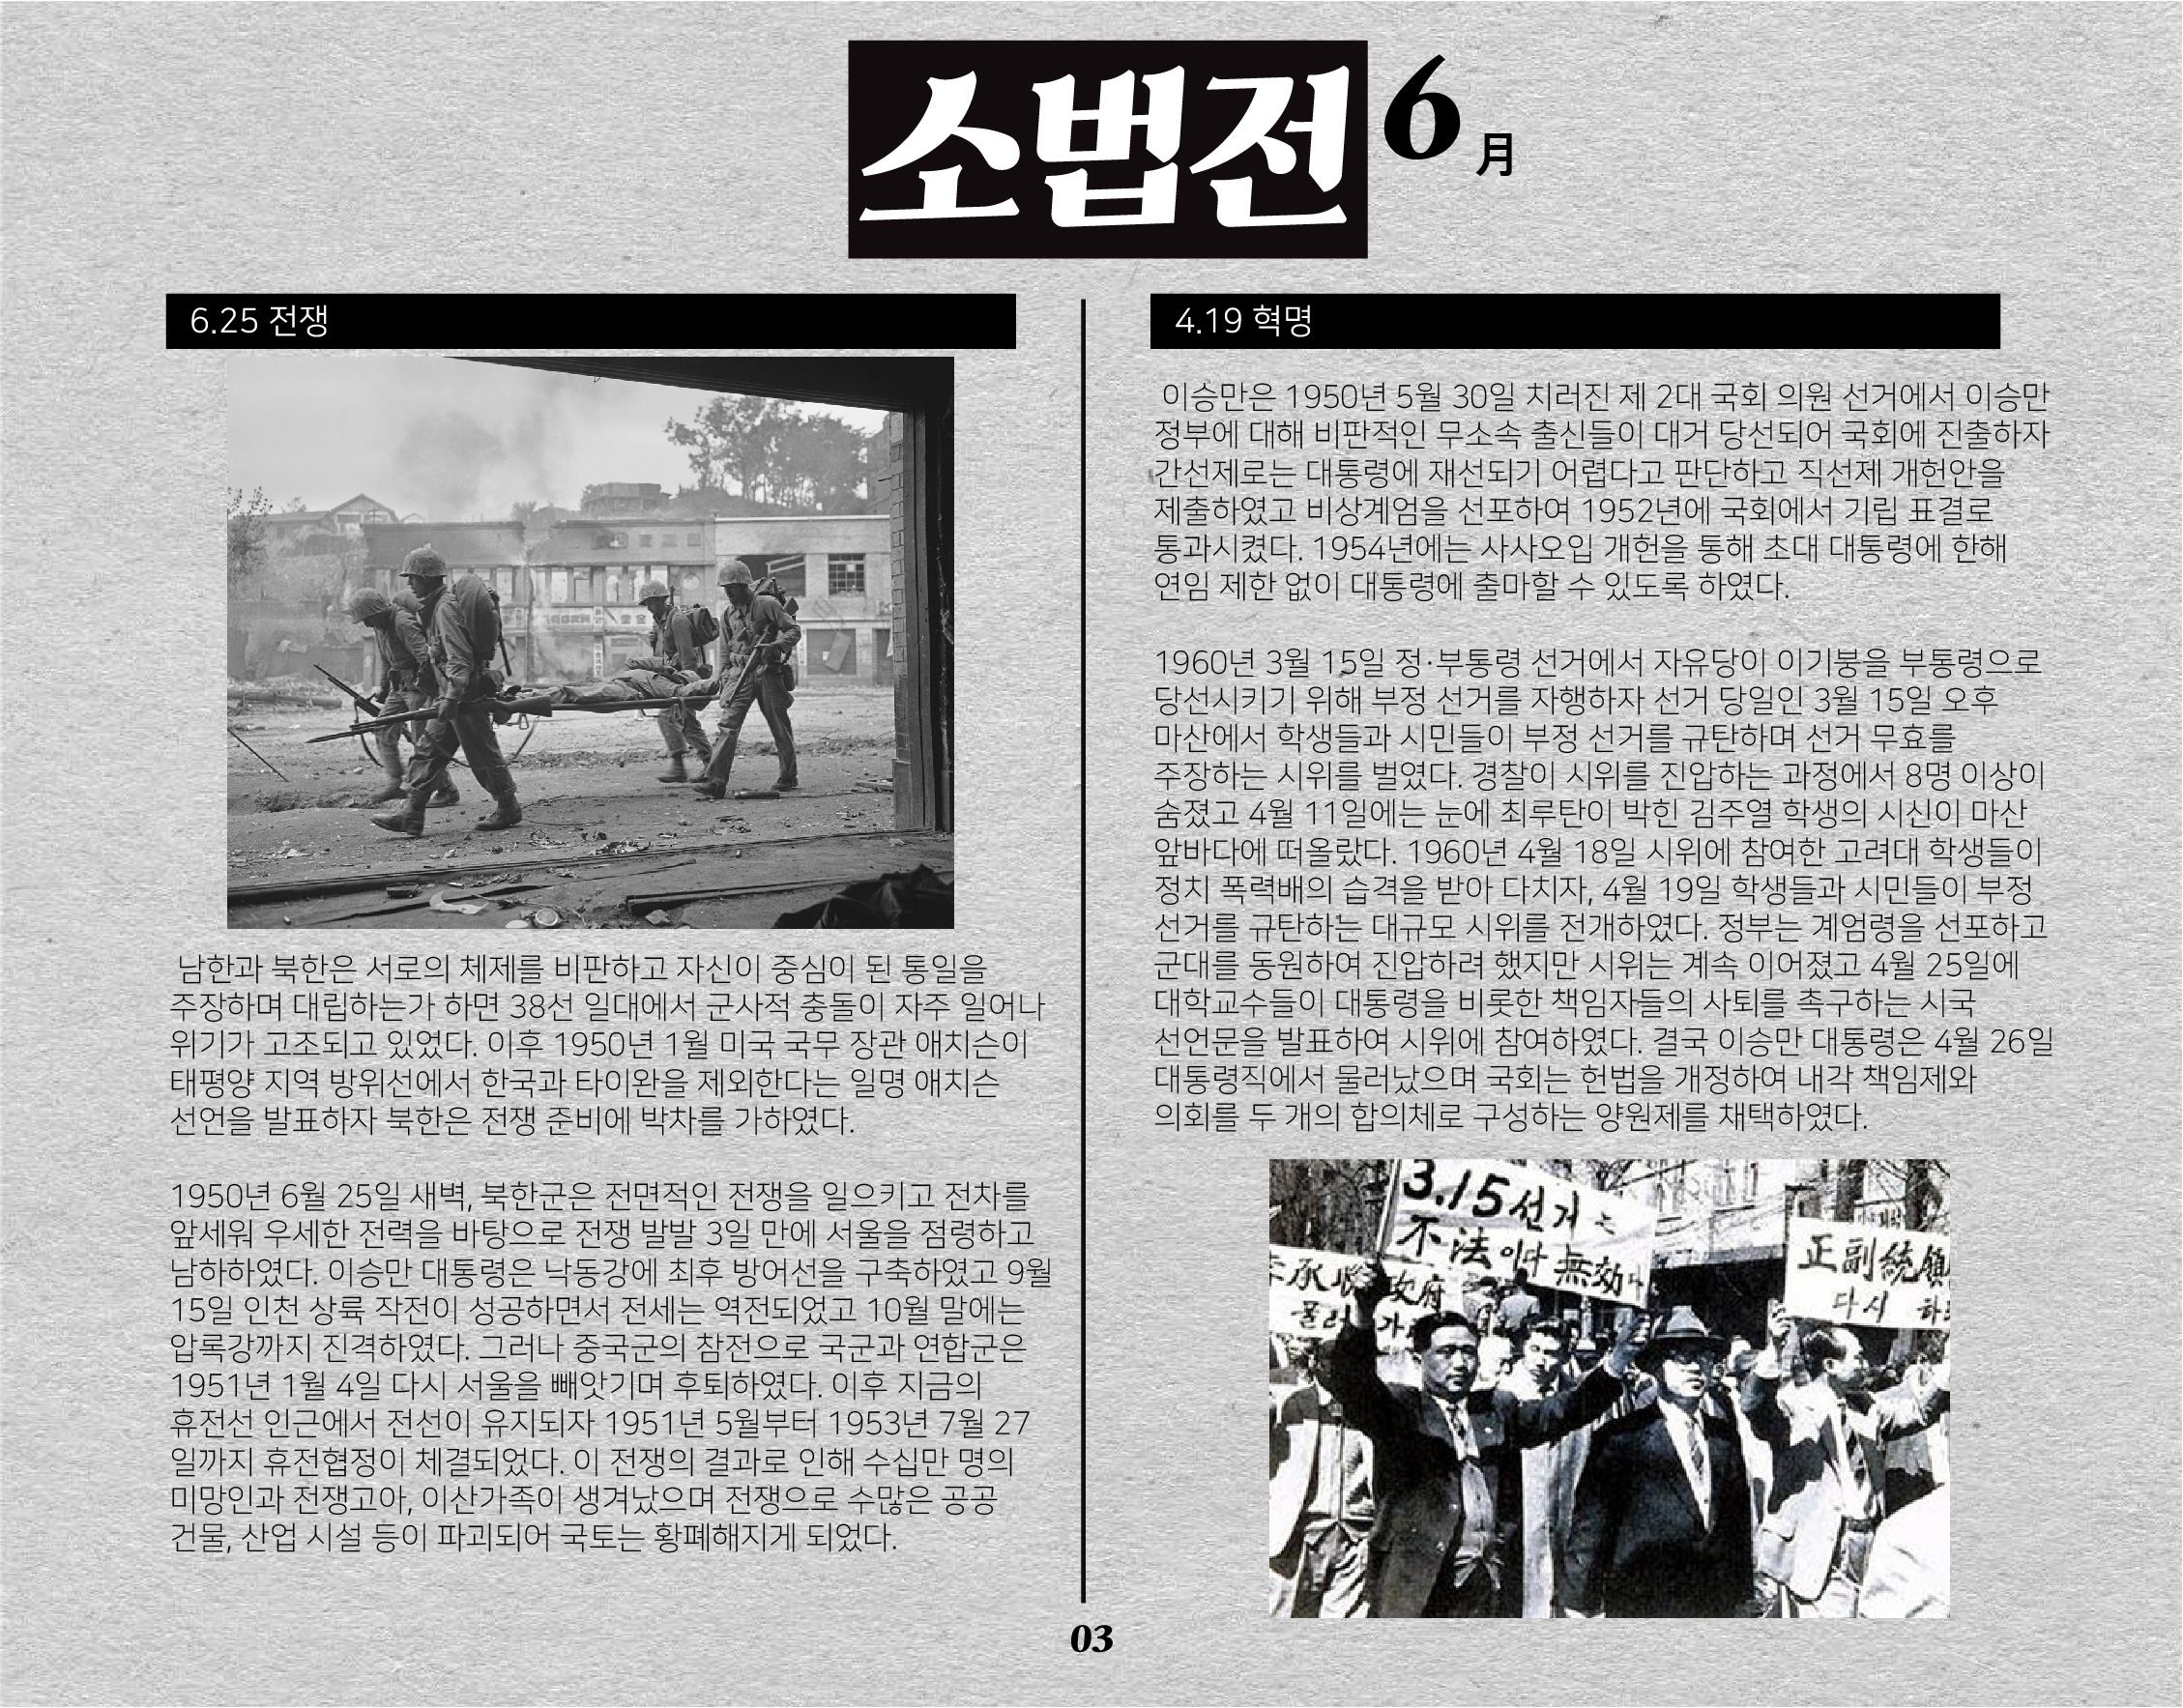 소법전 6月
6.25 전쟁
남한과 북한은 서로의 체제를 비판하고 자신이 중심이 된 통일을
주장하며 대립하는가 하면 38선 일대에서 군사적 충돌이 자주 일어나
위기가 고조되고 있었다. 이후 1950년 1월 미국 국무 장관 애치슨이
태평양 지역 방위선에서 한국과 타이완을 제외한다는 일명 애치슨
선언을 발표하자 북한은 전쟁 준비에 박차를 가하였다.
1950년 6월 25일 새벽, 북한군은 전면적인 전쟁을 일으키고 전차를
앞세워 우세한 전력을 바탕으로 전쟁 발발 3일 만에 서울을 점령하고
남하하였다. 이승만 대통령은 낙동강에 최후 방어선을 구축하였고 9월
15일 인천 상륙 작전이 성공하면서 전세는 역전되었고 10월 말에는
압록강까지 진격하였다. 그러나 중국군의 참전으로 국군과 연합군은
1951년 1월 4일 다시 서울을 빼앗기며 후퇴하였다. 이후 지금의
휴전선 인근에서 전선이 유지되자 1951년 5월부터 1953년 7월 27
일까지 휴전협정이 체결되었다. 이 전쟁의 결과로 인해 수십만 명의
미망인과 전쟁고아, 이산가족이 생겨났으며 전쟁으로 수많은 공공
건물, 산업 시설 등이 파괴되어 국토는 황폐해지게 되었다.
4.19 혁명
이승만은 1950년 5월 30일 치러진 제 2대 국회 의원 선거에서 이승만
정부에 대해 비판적인 무소속 출신들이 대거 당선되어 국회에 진출하자
간선제로는 대통령에 재선되기 어렵다고 판단하고 직선제 개헌안을
제출하였고 비상계엄을 선포하여 1952년에 국회에서 기립 표결로
통과시켰다. 1954년에는 사사오입 개헌을 통해 초대 대통령에 한해
연임 제한 없이 대통령에 출마할 수 있도록 하였다.
1960년 3월 15일 정·부통령 선거에서 자유당이 이기붕을 부통령으로
당선시키기 위해 부정 선거를 자행하자 선거 당일인 3월 15일 오후
마산에서 학생들과 시민들이 부정 선거를 규탄하며 선거 무효를
주장하는 시위를 벌였다. 경찰이 시위를 진압하는 과정에서 8명 이상이
숨졌고 4월 11일에는 눈에 최루탄이 박힌 김주열 학생의 시신이 마산
앞바다에 떠올랐다. 1960년 4월 18일 시위에 참여한 고려대 학생들이
정치 폭력배의 습격을 받아 다치자, 4월 19일 학생들과 시민들이 부정
선거를 규탄하는 대규모 시위를 전개하였다. 정부는 계엄령을 선포하고
군대를 동원하여 진압하려 했지만 시위는 계속 이어졌고 4월 25일에
대학교수들이 대통령을 비롯한 책임자들의 사퇴를 촉구하는 시국
선언문을 발표하여 시위에 참여하였다. 결국 이승만 대통령은 4월 26일
대통령직에서 물러났으며 국회는 헌법을 개정하여 내각 책임제와
의회를 두 개의 합의체로 구성하는 양원제를 채택하였다.
3.15선거는
不法이다 無効다
政府
正副統領
다시
03